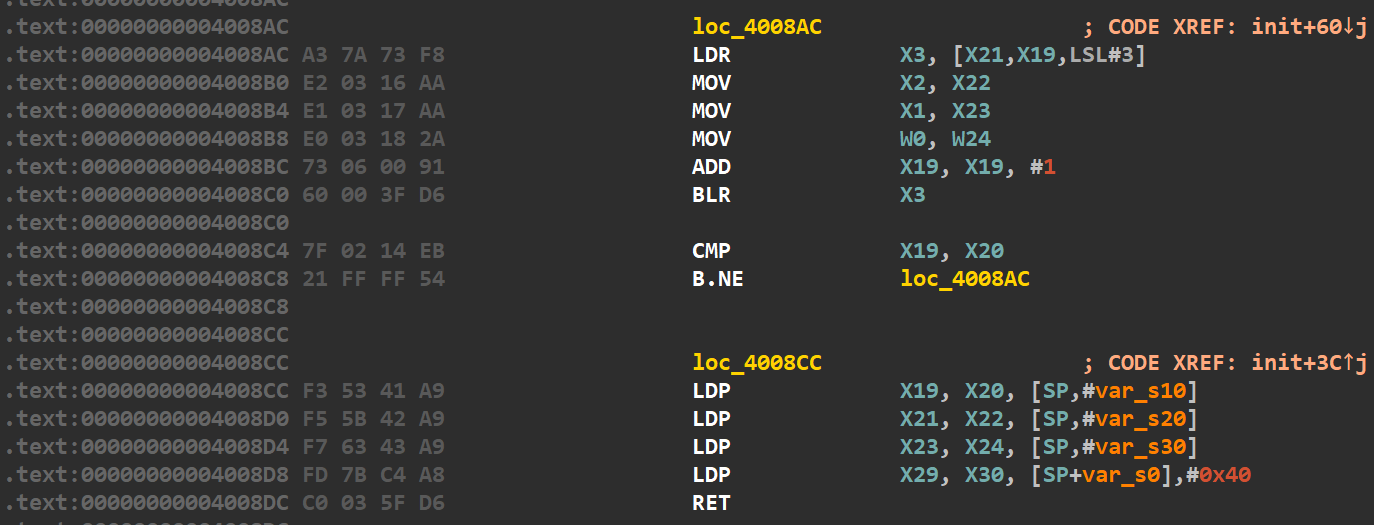 .text:00000000004008AC
.text:00000000004008AC loc_4008AC ; CODE XREF: init+60↓j
.text:00000000004008AC A3 7A 73 F8 LDR X3, [X21,X19,LSL#3]
.text:00000000004008B0 E2 03 16 AA MOV X2, X22
.text:00000000004008B4 E1 03 17 AA MOV X1, X23
.text:00000000004008B8 E0 03 18 2A MOV W0, W24
.text:00000000004008BC 73 06 00 91 ADD X19, X19, #1
.text:00000000004008C0 60 00 3F D6 BLR X3
.text:00000000004008C0
.text:00000000004008C4 7F 02 14 EB CMP X19, X20
.text:00000000004008C8 21 FF FF 54 B.NE loc_4008AC
.text:00000000004008C8
.text:00000000004008CC
.text:00000000004008CC loc_4008CC ; CODE XREF: init+3C↑j
.text:00000000004008CC F3 53 41 A9 LDP X19, X20, [SP,#var_s10]
.text:00000000004008D0 F5 5B 42 A9 LDP X21, X22, [SP,#var_s20]
.text:00000000004008D4 F7 63 43 A9 LDP X23, X24, [SP,#var_s30]
.text:00000000004008D8 FD 7B C4 A8 LDP X29, X30, [SP+var_s0],#0x40
.text:00000000004008DC C0 03 5F D6 RET